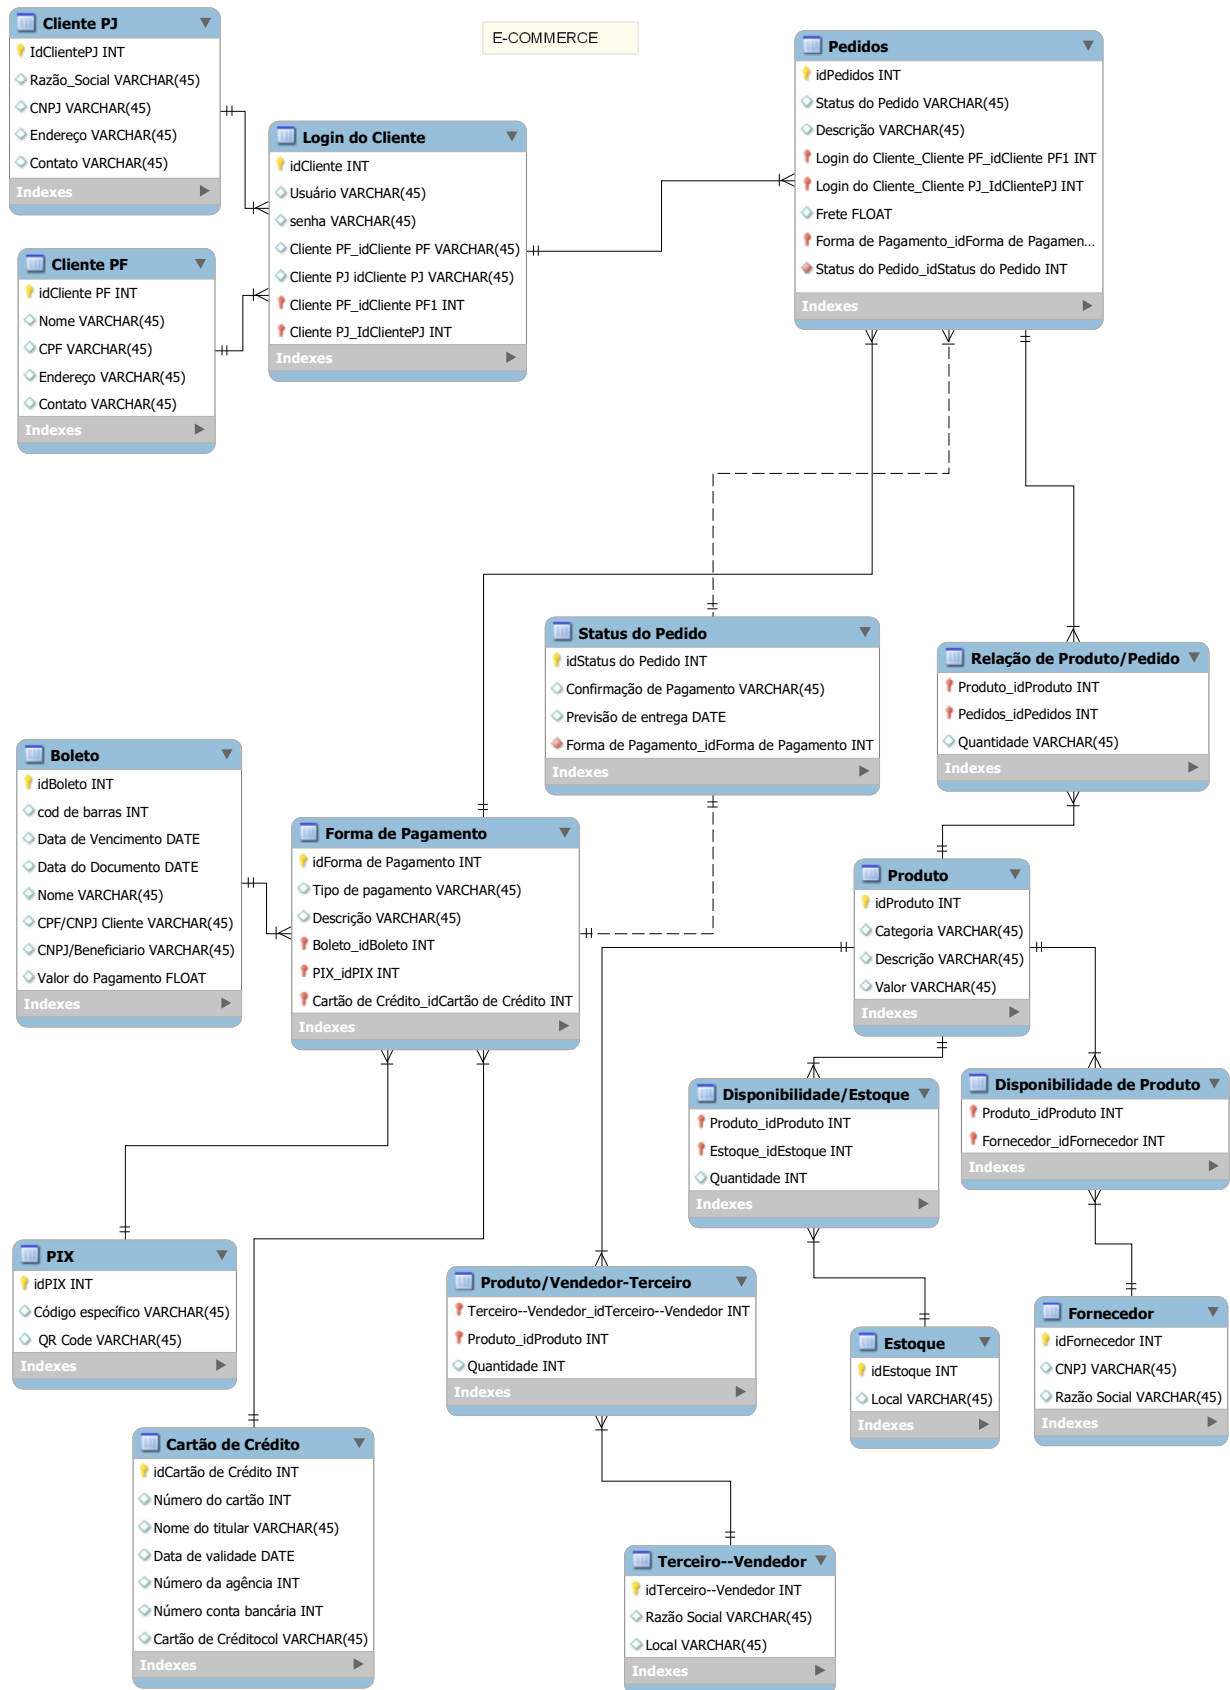 Cliente PJ
IdClientePJ INT
Razão_Social VARCHAR(45)
CNPJ VARCHAR(45)
Endereço VARCHAR(45)
Contato VARCHAR(45)
Indexes
E-COMMERCE
Pedidos
idPedidos INT
Status do Pedido VARCHAR(45)
Descrição VARCHAR(45)
Login do Cliente_Cliente PF_idCliente PF1 INT
Login do Cliente_Cliente PJ_IdClientePJ INT
Frete FLOAT
Forma de Pagamento_idForma de Pagamen...
Status do Pedido_idStatus do Pedido INT
Indexes
Login do Cliente
idCliente INT
Usuário VARCHAR(45)
senha VARCHAR(45)
Cliente PF_idCliente PF VARCHAR(45)
Cliente PJ idCliente PJ VARCHAR(45)
Cliente PF_idCliente PF1 INT
Cliente PJ_IdClientePJ INT
Indexes
Cliente PF
idCliente PF INT
Nome VARCHAR(45)
CPF VARCHAR(45)
Endereço VARCHAR(45)
Contato VARCHAR(45)
Indexes
Status do Pedido
idStatus do Pedido INT
Confirmação de Pagamento VARCHAR(45)
Previsão de entrega DATE
Forma de Pagamento_idForma de Pagamento INT
Indexes
Relação de Produto/Pedido
Produto_idProduto INT
Pedidos_idPedidos INT
Quantidade VARCHAR(45)
Indexes
Boleto
idBoleto INT
cod de barras INT
Data de Vencimento DATE
Data do Documento DATE
Nome VARCHAR(45)
CPF/CNPJ Cliente VARCHAR(45)
CNPJ/Beneficiario VARCHAR(45)
Valor do Pagamento FLOAT
Indexes
Forma de Pagamento
idForma de Pagamento INT
Tipo de pagamento VARCHAR(45)
Descrição VARCHAR(45)
Boleto_idBoleto INT
PIX_idPIX INT
Cartão de Crédito_idCartão de Crédito INT
Indexes
Produto
idProduto INT
Categoria VARCHAR(45)
Descrição VARCHAR(45)
Valor VARCHAR(45)
Indexes
Disponibilidade/Estoque
Produto_idProduto INT
Estoque_idEstoque INT
Quantidade INT
Indexes
Disponibilidade de Produto
Produto_idProduto INT
Fornecedor_idFornecedor INT
Indexes
PIX
idPIX INT
Código específico VARCHAR(45)
QR Code VARCHAR(45)
Indexes
Produto/Vendedor-Terceiro
Terceiro--Vendedor_idTerceiro--Vendedor INT
Produto_idProduto INT
Quantidade INT
Indexes
Estoque
idEstoque INT
Local VARCHAR(45)
Indexes
Fornecedor
idFornecedor INT
CNPJ VARCHAR(45)
Razão Social VARCHAR(45)
Indexes
Cartão de Crédito
idCartão de Crédito INT
Número do cartão INT
Nome do titular VARCHAR(45)
Data de validade DATE
Número da agência INT
Número conta bancária INT
Cartão de Créditocol VARCHAR(45)
Indexes
Terceiro--Vendedor
idTerceiro--Vendedor INT
Razão Social VARCHAR(45)
Local VARCHAR(45)
Indexes